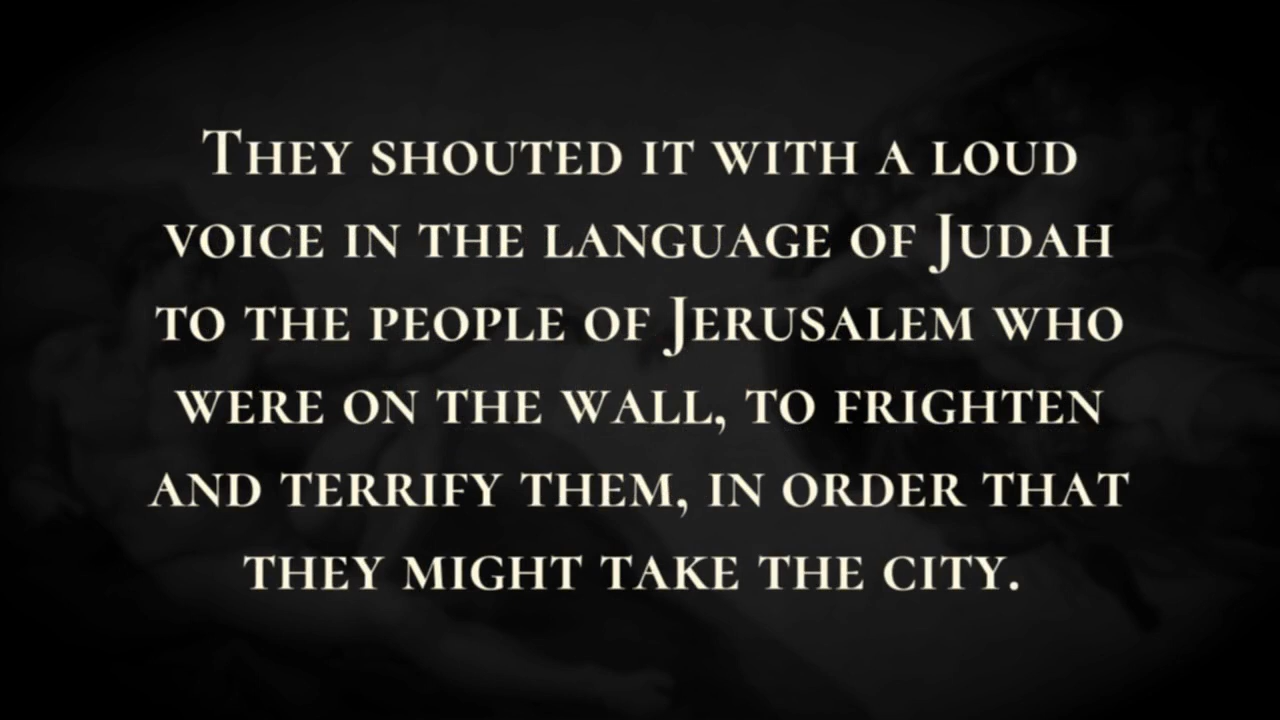 They shouted it with a loud
voice in the language of Judah
to the people of Jerusalem who
were on the wall, to frighten
and terrify them, in order that
they might take the city.